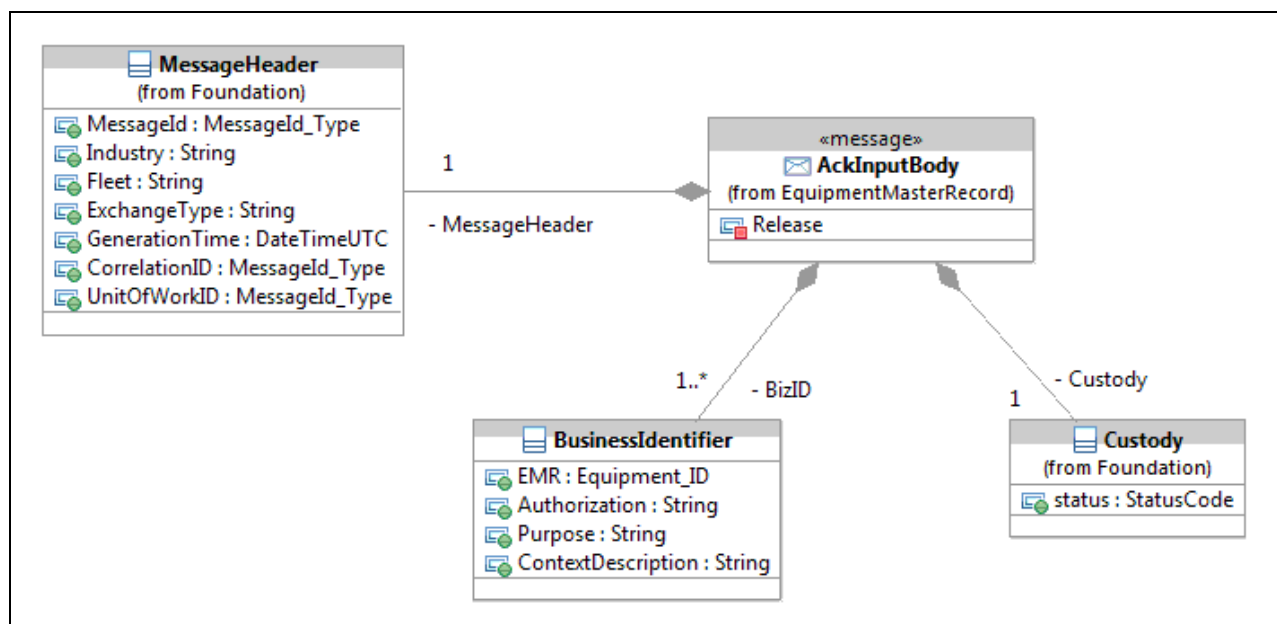 MessageHeader
(from Foundation)
MessageId : MessageId_Type
Industry : String
Fleet : String
ExchangeType : String
GenerationTime : DateTimeUTC
CorrelationID : MessageId_Type
UnitOfWorkID : MessageId_Type
1
- MessageHeader
«message»
AckInputBody
(from EquipmentMasterRecord)
Release
1..*
- BizID
- Custody
1
BusinessIdentifier
EMR : Equipment_ID
Authorization : String
Purpose : String
ContextDescription : String
Custody
(from Foundation)
status : StatusCode